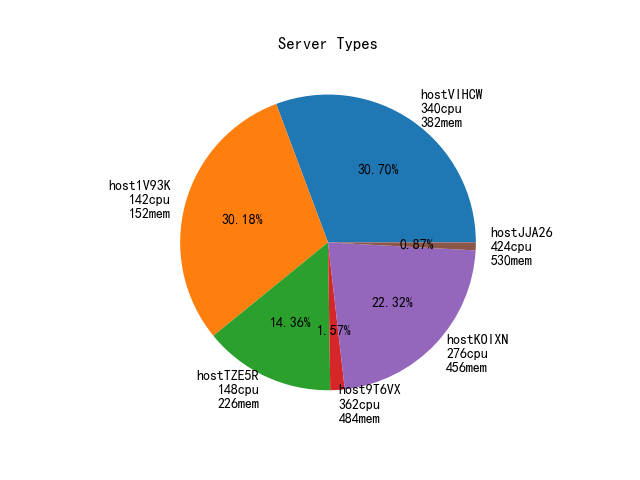 Server Types
hostVIHCW
340cpu
382mem
30.70%
host1V93K
142cpu
152mem
30.18%
hostTZE5R
148cpu
226mem
14.36%
host9T6VX
362cpu
484mem
1.57%
hostKOIXN
276cpu
456mem
22.32%
hostJJA26
424cpu
530mem
0.87%